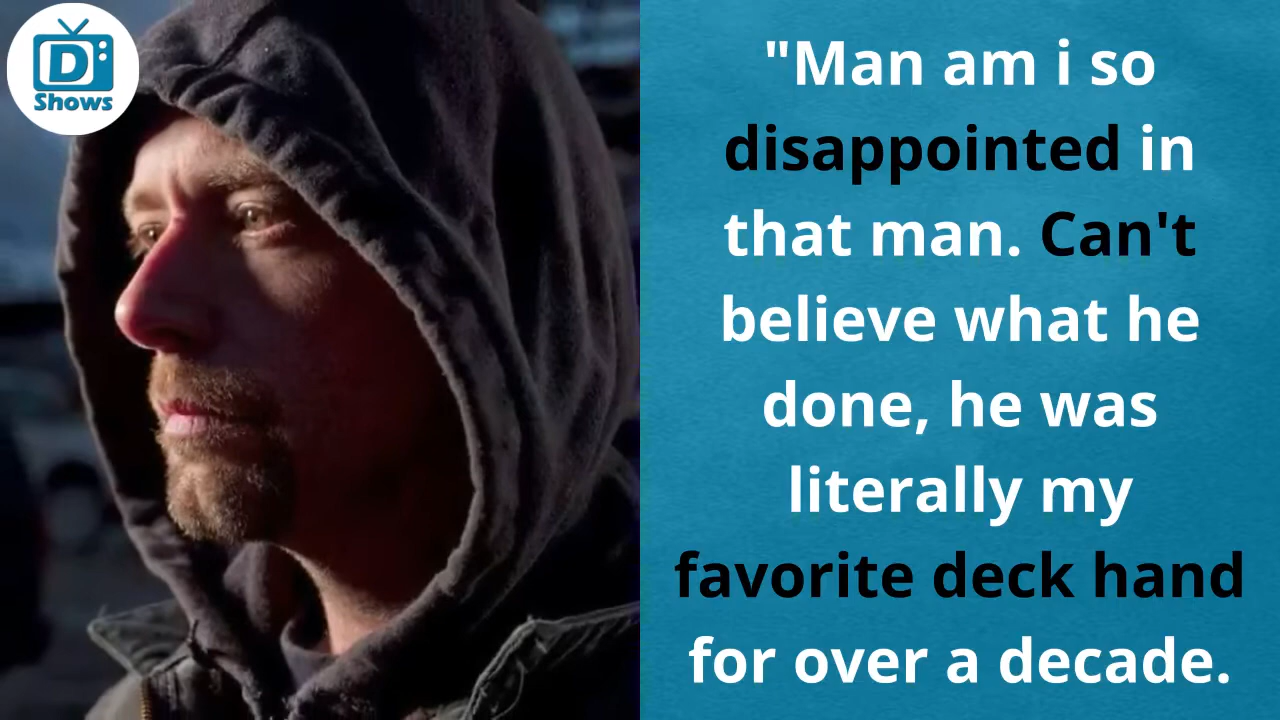 D
Shows
"Man am i so
disappointed in
that man. Can't
believe what he
done, he was
literally my
favorite deck hand
for over a decade.